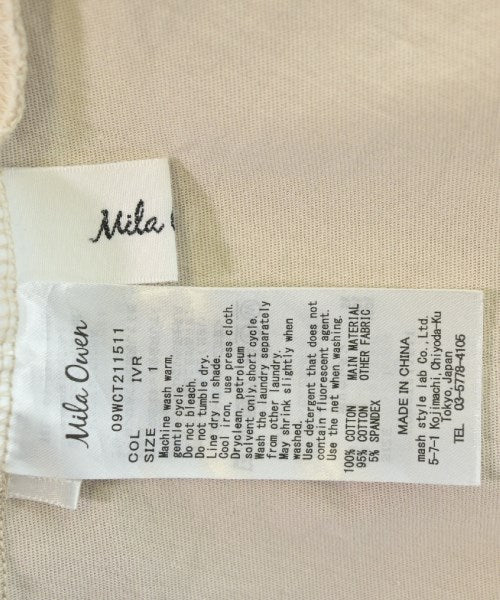 Mila
Mila Owen
09WCT211511
COL IVR
SIZE 1
Machine wash warm.
gentle cycle.
Do not bleach.
Do not tumble dry.
Line dry in shade.
Cool iron, use press cloth.
Dryclean, petroleum
solvent only, short cycle.
Wash the laundry separately
from other laundry.
May shrink slightly when
washed.
Use detergent that does not
contain fluorescent agent.
Use the net when washing.
100% COTTON MAIN MATERIAL
95% COTTON OTHER FABRIC
5% SPANDEX
MADE IN CHINA
mash style lab Co.,Ltd.
5-7-1 Kojimachi,Chiyoda-Ku
Tokyo,Japan
TEL 03-5778-4105